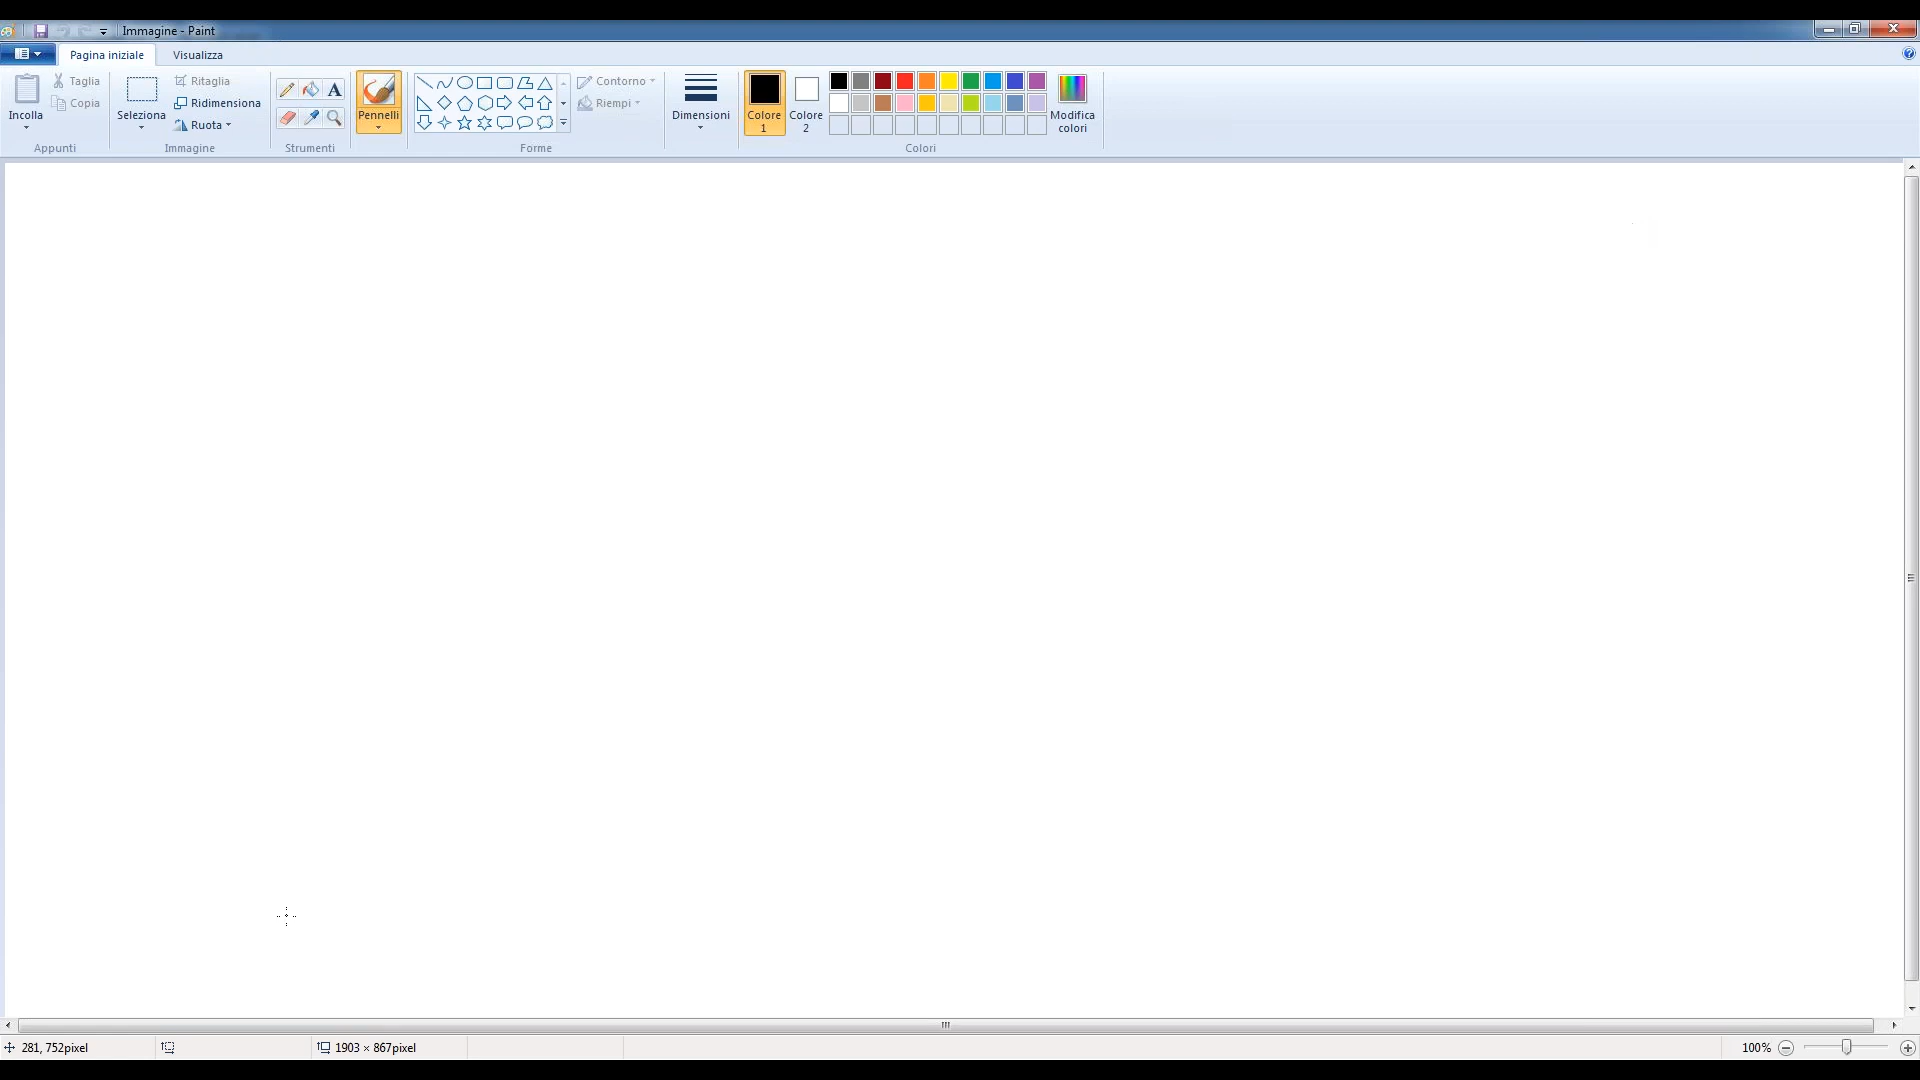 Immagine - Paint
Pagina iniziale Visualizza
Incolla Taglia Copia
Appunti
Seleziona Ritaglia Ridimensiona Ruota
Immagine
A
Strumenti
Pennelli
Contorno
Riempi
Forme
Dimensioni
Colore 1
Colore 2
Modifica colori
Colori
281, 752pixel 1903 × 867pixel 100%